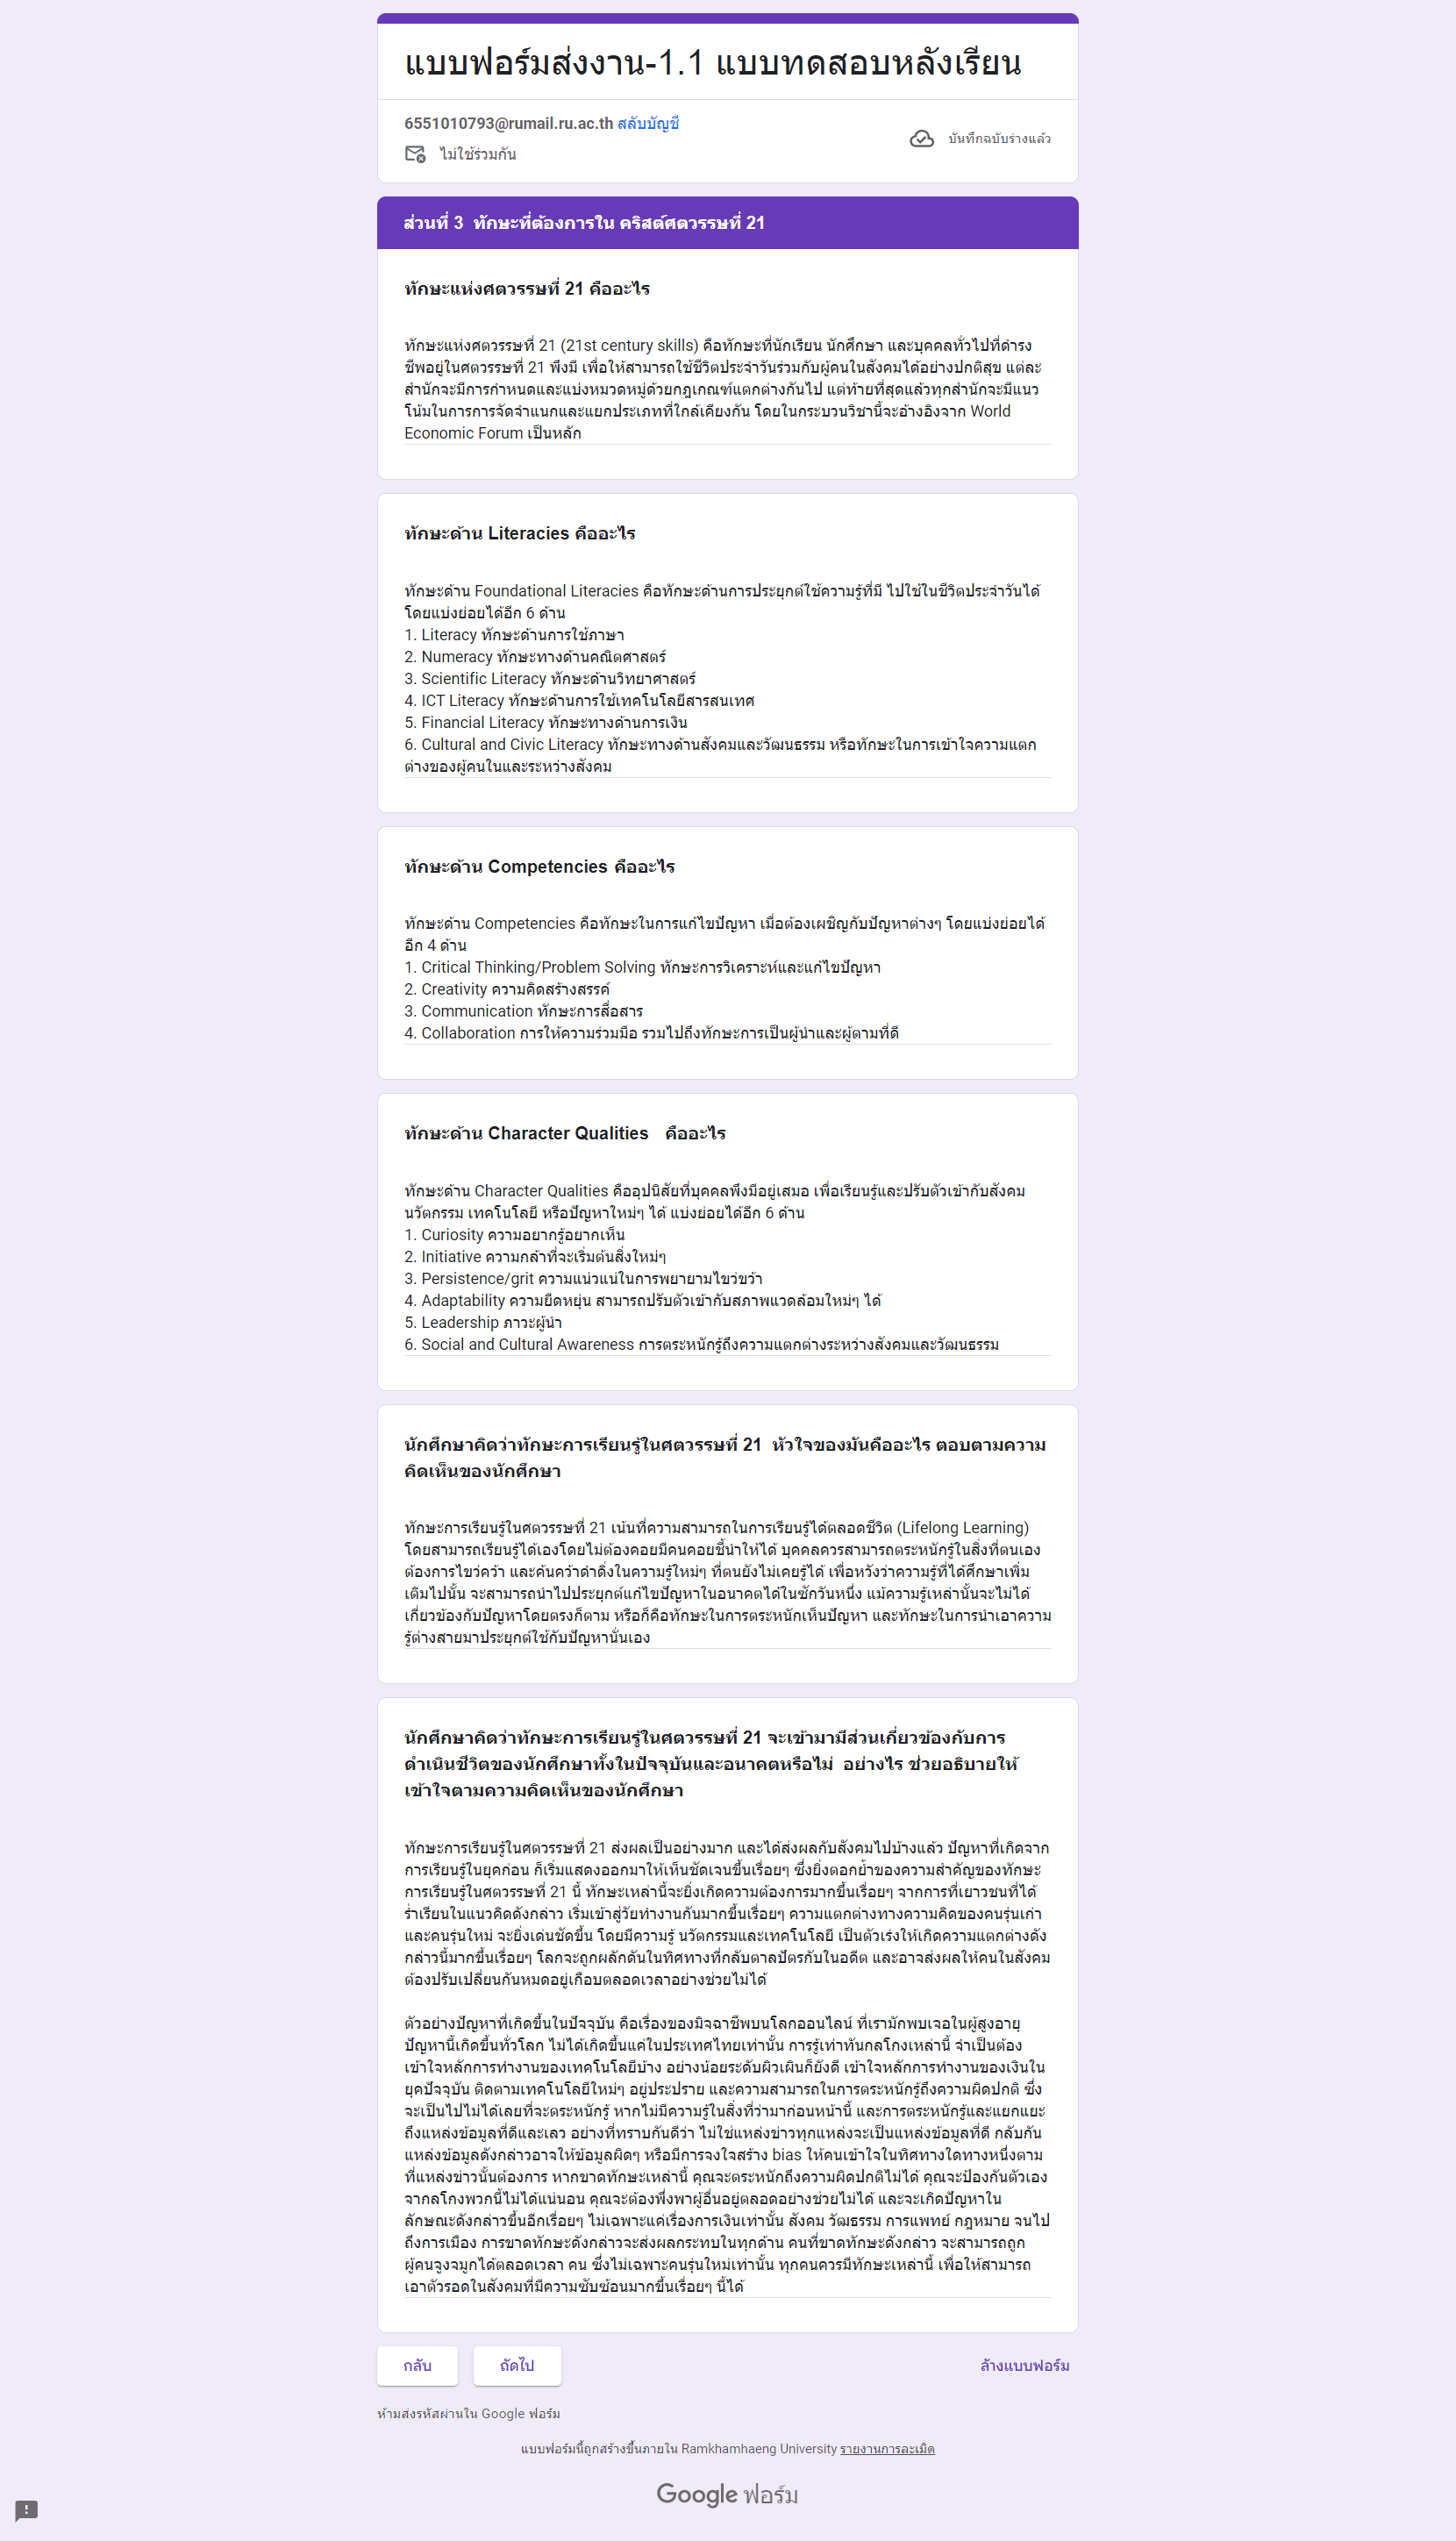 แบบฟอร์มส่งงาน-1.1 แบบทดสอบหลังเรียน
6551010793@rumail.ru.ac.th สลับบัญชี
ไม่ใช้ร่วมกัน
บันทึกฉบับร่างแล้ว
ส่วนที่ 3 ทักษะที่ต้องการใน คริสต์ศตวรรษที่ 21
ทักษะแห่งศตวรรษที่ 21 คืออะไร
ทักษะแห่งศตวรรษที่ 21 (21st century skills) คือทักษะที่นักเรียน นักศึกษา และบุคคลทั่วไปที่ดำรง
ชีพอยู่ในศตวรรษที่ 21 พึงมี เพื่อให้สามารถใช้ชีวิตประจำวันร่วมกับผู้คนในสังคมได้อย่างปกติสุข แต่ละ
สำนักจะมีการกำหนดและแบ่งหมวดหมู่ด้วยกฎเกณฑ์แตกต่างกันไป แต่ท้ายที่สุดแล้วทุกสำนักจะมีแนว
โน้มในการการจัดจำแนกและแยกประเภทที่ใกล้เคียงกัน โดยในกระบวนวิชานี้จะอ้างอิงจาก World
Economic Forum เป็นหลัก
ทักษะด้าน Literacies คืออะไร
ทักษะด้าน Foundational Literacies คือทักษะด้านการประยุกต์ใช้ความรู้ที่มี ไปใช้ในชีวิตประจำวันได้
โดยแบ่งย่อยได้อีก 6 ด้าน
1. Literacy ทักษะด้านการใช้ภาษา
2. Numeracy ทักษะทางด้านคณิตศาสตร์
3. Scientific Literacy ทักษะด้านวิทยาศาสตร์
4. ICT Literacy ทักษะด้านการใช้เทคโนโลยีสารสนเทศ
5. Financial Literacy ทักษะทางด้านการเงิน
6. Cultural and Civic Literacy ทักษะทางด้านสังคมและวัฒนธรรม หรือทักษะในการเข้าใจความแตก
ต่างของผู้คนในและระหว่างสังคม
ทักษะด้าน Competencies คืออะไร
ทักษะด้าน Competencies คือทักษะในการแก้ไขปัญหา เมื่อต้องเผชิญกับปัญหาต่างๆ โดยแบ่งย่อยได้
อีก 4 ด้าน
1. Critical Thinking/Problem Solving ทักษะการวิเคราะห์และแก้ไขปัญหา
2. Creativity ความคิดสร้างสรรค์
3. Communication ทักษะการสื่อสาร
4. Collaboration การให้ความร่วมมือ รวมไปถึงทักษะการเป็นผู้นำและผู้ตามที่ดี
ทักษะด้าน Character Qualities คืออะไร
ทักษะด้าน Character Qualities คืออุปนิสัยที่บุคคลพึงมีอยู่เสมอ เพื่อเรียนรู้และปรับตัวเข้ากับสังคม
นวัตกรรม เทคโนโลยี หรือปัญหาใหม่ๆ ได้ แบ่งย่อยได้อีก 6 ด้าน
1. Curiosity ความอยากรู้อยากเห็น
2. Initiative ความกล้าที่จะเริ่มต้นสิ่งใหม่ๆ
3. Persistence/grit ความแน่วแน่ในการพยายามไขว่ขว้า
4. Adaptability ความยืดหยุ่น สามารถปรับตัวเข้ากับสภาพแวดล้อมใหม่ๆ ได้
5. Leadership ภาวะผู้นำ
6. Social and Cultural Awareness การตระหนักรู้ถึงความแตกต่างระหว่างสังคมและวัฒนธรรม
นักศึกษาคิดว่าทักษะการเรียนรู้ในศตวรรษที่ 21 หัวใจของมันคืออะไร ตอบตามความ
คิดเห็นของนักศึกษา
ทักษะการเรียนรู้ในศตวรรษที่ 21 เน้นที่ความสามารถในการเรียนรู้ได้ตลอดชีวิต (Lifelong Learning)
โดยสามารถเรียนรู้ได้เองโดยไม่ต้องคอยมีคนคอยชี้นำให้ได้ บุคคลควรสามารถตระหนักรู้ในสิ่งที่ตนเอง
ต้องการไขว่คว้า และค้นคว้าดำดิ่งในความรู้ใหม่ๆ ที่ตนยังไม่เคยรู้ได้ เพื่อหวังว่าความรู้ที่ได้ศึกษาเพิ่ม
เติมไปนั้น จะสามารถนำไปประยุกต์แก้ไขปัญหาในอนาคตได้ในซักวันหนึ่ง แม้ความรู้เหล่านั้นจะไม่ได้
เกี่ยวข้องกับปัญหาโดยตรงก็ตาม หรือก็คือทักษะในการตระหนักเห็นปัญหา และทักษะในการนำเอาความ
รู้ต่างสายมาประยุกต์ใช้กับปัญหานั่นเอง
นักศึกษาคิดว่าทักษะการเรียนรู้ในศตวรรษที่ 21 จะเข้ามามีส่วนเกี่ยวข้องกับการ
ดำเนินชีวิตของนักศึกษาทั้งในปัจจุบันและอนาคตหรือไม่ อย่างไร ช่วยอธิบายให้
เข้าใจตามความคิดเห็นของนักศึกษา
ทักษะการเรียนรู้ในศตวรรษที่ 21 ส่งผลเป็นอย่างมาก และได้ส่งผลกับสังคมไปบ้างแล้ว ปัญหาที่เกิดจาก
การเรียนรู้ในยุคก่อน ก็เริ่มแสดงออกมาให้เห็นชัดเจนขึ้นเรื่อยๆ ซึ่งยิ่งตอกย้ำของความสำคัญของทักษะ
การเรียนรู้ในศตวรรษที่ 21 นี้ ทักษะเหล่านี้จะยิ่งเกิดความต้องการมากขึ้นเรื่อยๆ จากการที่เยาวชนที่ได้
ร่ำเรียนในแนวคิดดังกล่าว เริ่มเข้าสู่วัยทำงานกันมากขึ้นเรื่อยๆ ความแตกต่างทางความคิดของคนรุ่นเก่า
และคนรุ่นใหม่ จะยิ่งเด่นชัดขึ้น โดยมีความรู้ นวัตกรรมและเทคโนโลยี เป็นตัวเร่งให้เกิดความแตกต่างดัง
กล่าวนี้มากขึ้นเรื่อยๆ โลกจะถูกผลักดันในทิศทางที่กลับตาลปัตรกับในอดีต และอาจส่งผลให้คนในสังคม
ต้องปรับเปลี่ยนกันหมดอยู่เกือบตลอดเวลาอย่างช่วยไม่ได้
ตัวอย่างปัญหาที่เกิดขึ้นในปัจจุบัน คือเรื่องของมิจฉาชีพบนโลกออนไลน์ ที่เรามักพบเจอในผู้สูงอายุ
ปัญหานี้เกิดขึ้นทั่วโลก ไม่ได้เกิดขึ้นแค่ในประเทศไทยเท่านั้น การรู้เท่าทันกลโกงเหล่านี้ จำเป็นต้อง
เข้าใจหลักการทำงานของเทคโนโลยีบ้าง อย่างน้อยระดับผิวเผินก็ยังดี เข้าใจหลักการทำงานของเงินใน
ยุคปัจจุบัน ติดตามเทคโนโลยีใหม่ๆ อยู่ประปราย และความสามารถในการตระหนักรู้ถึงความผิดปกติ ซึ่ง
จะเป็นไปไม่ได้เลยที่จะตระหนักรู้ หากไม่มีความรู้ในสิ่งที่ว่ามาก่อนหน้านี้ และการตระหนักรู้และแยกแยะ
ถึงแหล่งข้อมูลที่ดีและเลว อย่างที่ทราบกันดีว่า ไม่ใช่แหล่งข่าวทุกแหล่งจะเป็นแหล่งข้อมูลที่ดี กลับกัน
แหล่งข้อมูลดังกล่าวอาจให้ข้อมูลผิดๆ หรือมีการจงใจสร้าง bias ให้คนเข้าใจในทิศทางใดทางหนึ่งตาม
ที่แหล่งข่าวนั้นต้องการ หากขาดทักษะเหล่านี้ คุณจะตระหนักถึงความผิดปกติไม่ได้ คุณจะป้องกันตัวเอง
จากลโกงพวกนี้ไม่ได้แน่นอน คุณจะต้องพึ่งพาผู้อื่นอยู่ตลอดอย่างช่วยไม่ได้ และจะเกิดปัญหาใน
ลักษณะดังกล่าวขึ้นอีกเรื่อยๆ ไม่เฉพาะแค่เรื่องการเงินเท่านั้น สังคม วัฒธรรม การแพทย์ กฎหมาย จนไป
ถึงการเมือง การขาดทักษะดังกล่าวจะส่งผลกระทบในทุกด้าน คนที่ขาดทักษะดังกล่าว จะสามารถถูก
ผู้คนจูงจมูกได้ตลอดเวลา คน ซึ่งไม่เฉพาะคนรุ่นใหม่เท่านั้น ทุกคนควรมีทักษะเหล่านี้ เพื่อให้สามารถ
เอาตัวรอดในสังคมที่มีความซับซ้อนมากขึ้นเรื่อยๆ นี้ได้
กลับ
ถัดไป
ล้างแบบฟอร์ม
ห้ามส่งรหัสผ่านใน Google ฟอร์ม
แบบฟอร์มนี้ถูกสร้างขึ้นภายใน Ramkhamhaeng University รายงานการละเมิด
Google ฟอร์ม